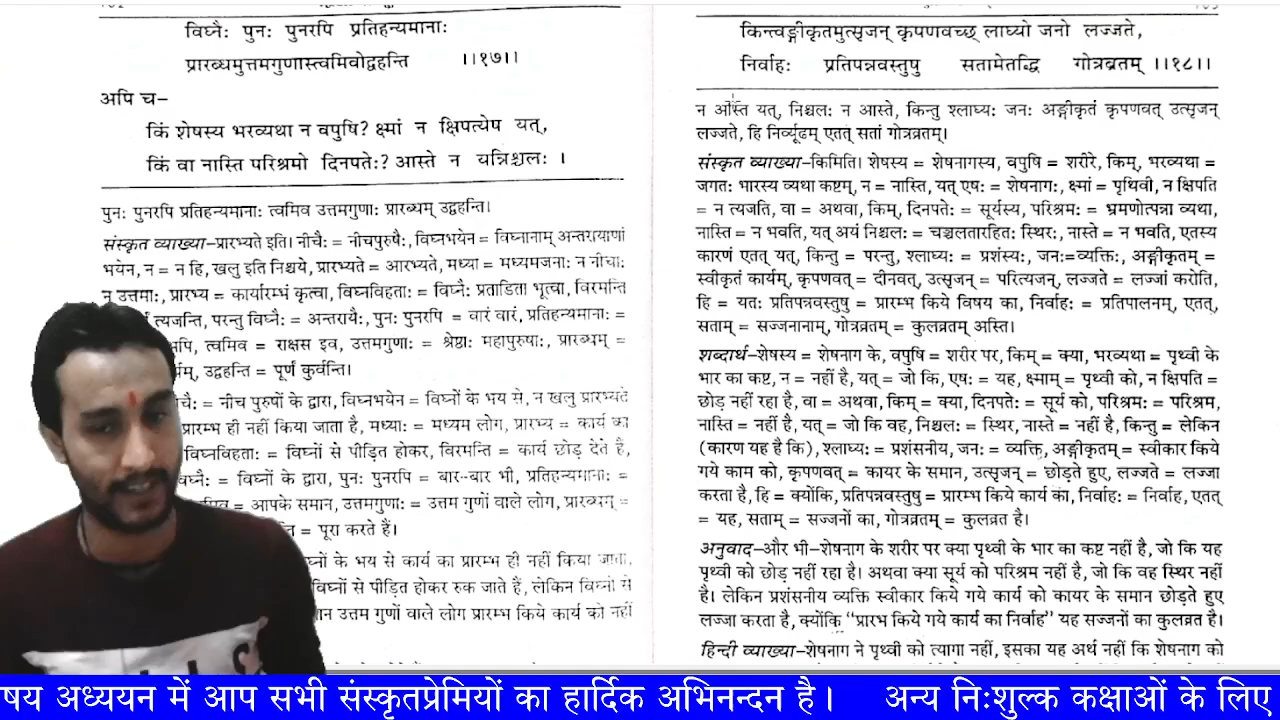 विघ्नैः पुनः पुनरपि प्रतिहन्यमानाः
प्रारब्धमुत्तमगुणास्त्वमिवोद्वहन्ति ।।१७।।
अपि च–
किं शेषस्य भरव्यथा न वपुषि? क्ष्मां न क्षिपत्येष यत्,
किं वा नास्ति परिश्रमो दिनपतेः? आस्ते न यन्निश्चलः ।
पुनः पुनरपि प्रतिहन्यमानाः त्वमिव उत्तमगुणाः प्रारब्धम् उद्वहन्ति।
संस्कृत व्याख्या–प्रारभ्यते इति। नीचैः = नीचपुरुषैः, विघ्नभयेन = विघ्नानाम् अन्तरायाणां
भयेन, न = न हि, खलु इति निश्चये, प्रारभ्यते = आरभ्यते, मध्या = मध्यमजनाः न नीचाः
न उत्तमाः, प्रारभ्य = कार्यारम्भं कृत्वा, विघ्नविहताः = विघ्नैः प्रताडिता भूत्वा, विरमन्ति
त्यजन्ति, परन्तु विघ्नैः = अन्तरायैः, पुनः पुनरपि = वारं वारं, प्रतिहन्यमानाः =
पि, त्वमिव = राक्षस इव, उत्तमगुणाः = श्रेष्ठाः महापुरुषाः, प्रारब्धम् =
र्यम्, उद्वहन्ति = पूर्णं कुर्वन्ति।
चैः = नीच पुरुषों के द्वारा, विघ्नभयेन = विघ्नों के भय से, न खलु प्रारभ्यते
प्रारम्भ ही नहीं किया जाता है, मध्याः = मध्यम लोग, प्रारभ्य = कार्य का
विघ्नविहताः = विघ्नों से पीड़ित होकर, विरमन्ति = कार्य छोड़ देते हैं,
घ्नैः = विघ्नों के द्वारा, पुनः पुनरपि = बार-बार भी, प्रतिहन्यमानाः =
मिव = आपके समान, उत्तमगुणाः = उत्तम गुणों वाले लोग, प्रारब्धम् =
न्ति = पूरा करते हैं।
घ्नों के भय से कार्य का प्रारम्भ ही नहीं किया जाता,
विघ्नों से पीड़ित होकर रुक जाते हैं, लेकिन विघ्नों से
ान उत्तम गुणों वाले लोग प्रारम्भ किये कार्य को नहीं
किन्त्वङ्गीकृतमुत्सृजन् कृपणवच्छ् लाघ्यो जनो लज्जते,
निर्वाहः प्रतिपन्नवस्तुषु सतामेतद्धि गोत्रव्रतम् ।।१८।।
न अस्ति यत्, निश्चलः न आस्ते, किन्तु श्लाघ्यः जनः अङ्गीकृतं कृपणवत् उत्सृजन्
लज्जते, हि निर्व्यूढम् एतत् सतां गोत्रव्रतम्।
संस्कृत व्याख्या–किमिति। शेषस्य = शेषनागस्य, वपुषि = शरीरे, किम्, भरव्यथा =
जगतः भारस्य व्यथा कष्टम्, न = नास्ति, यत् एषः = शेषनागः, क्ष्मां = पृथिवीं, न क्षिपति
= न त्यजति, वा = अथवा, किम्, दिनपतेः = सूर्यस्य, परिश्रमः = भ्रमणोत्पन्ना व्यथा,
नास्ति = न भवति, यत् अयं निश्चलः = चञ्चलतारहितः स्थिरः, नास्ते = न भवति, एतस्य
कारणं एतत् यत्, किन्तु = परन्तु, श्लाघ्यः = प्रशंस्यः, जनः=व्यक्तिः, अङ्गीकृतम् =
स्वीकृतं कार्यम्, कृपणवत् = दीनवत्, उत्सृजन् = परित्यजन्, लज्जते = लज्जां करोति,
हि = यतः प्रतिपन्नवस्तुषु = प्रारम्भ किये विषय का, निर्वाहः = प्रतिपालनम्, एतत्,
सताम् = सज्जनानाम्, गोत्रव्रतम् = कुलव्रतम् अस्ति।
शब्दार्थ–शेषस्य = शेषनाग के, वपुषि = शरीर पर, किम् = क्या, भरव्यथा = पृथ्वी के
भार का कष्ट, न = नहीं है, यत् = जो कि, एषः = यह, क्ष्माम् = पृथ्वी को, न क्षिपति =
छोड़ नहीं रहा है, वा = अथवा, किम् = क्या, दिनपतेः = सूर्य को, परिश्रमः = परिश्रम,
नास्ति = नहीं है, यत् = जो कि वह, निश्चलः = स्थिर, नास्ते = नहीं है, किन्तु = लेकिन
(कारण यह है कि), श्लाघ्यः = प्रशंसनीय, जनः = व्यक्ति, अङ्गीकृतम् = स्वीकार किये
गये काम को, कृपणवत् = कायर के समान, उत्सृजन् = छोड़ते हुए, लज्जते = लज्जा
करता है, हि = क्योंकि, प्रतिपन्नवस्तुषु = प्रारम्भ किये कार्य का, निर्वाहः = निर्वाह, एतत्
= यह, सताम् = सज्जनों का, गोत्रव्रतम् = कुलव्रत है।
अनुवाद–और भी–शेषनाग के शरीर पर क्या पृथ्वी के भार का कष्ट नहीं है, जो कि यह
पृथ्वी को छोड़ नहीं रहा है। अथवा क्या सूर्य को परिश्रम नहीं है, जो कि वह स्थिर नहीं
है। लेकिन प्रशंसनीय व्यक्ति स्वीकार किये गये कार्य को कायर के समान छोड़ते हुए
लज्जा करता है, क्योंकि “प्रारभ किये गये कार्य का निर्वाह” यह सज्जनों का कुलव्रत है।
हिन्दी व्याख्या–शेषनाग ने पृथ्वी को त्यागा नहीं, इसका यह अर्थ नहीं कि शेषनाग को
षय अध्ययन में आप सभी संस्कृतप्रेमियों का हार्दिक अभिनन्दन है। अन्य निःशुल्क कक्षाओं के लिए